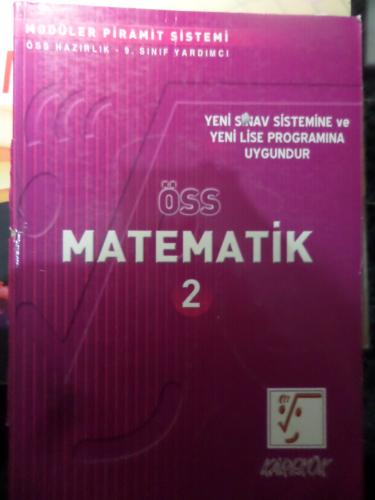 MODÜLER PİRAMİT SİSTEMİ
ÖSS HAZIRLIK - 9. SINIF YARDIMCI
YENİ SINAV SİSTEMİNE ve
YENİ LİSE PROGRAMINA
UYGUNDUR
ÖSS
MATEMATİK
2
KAREKÖK